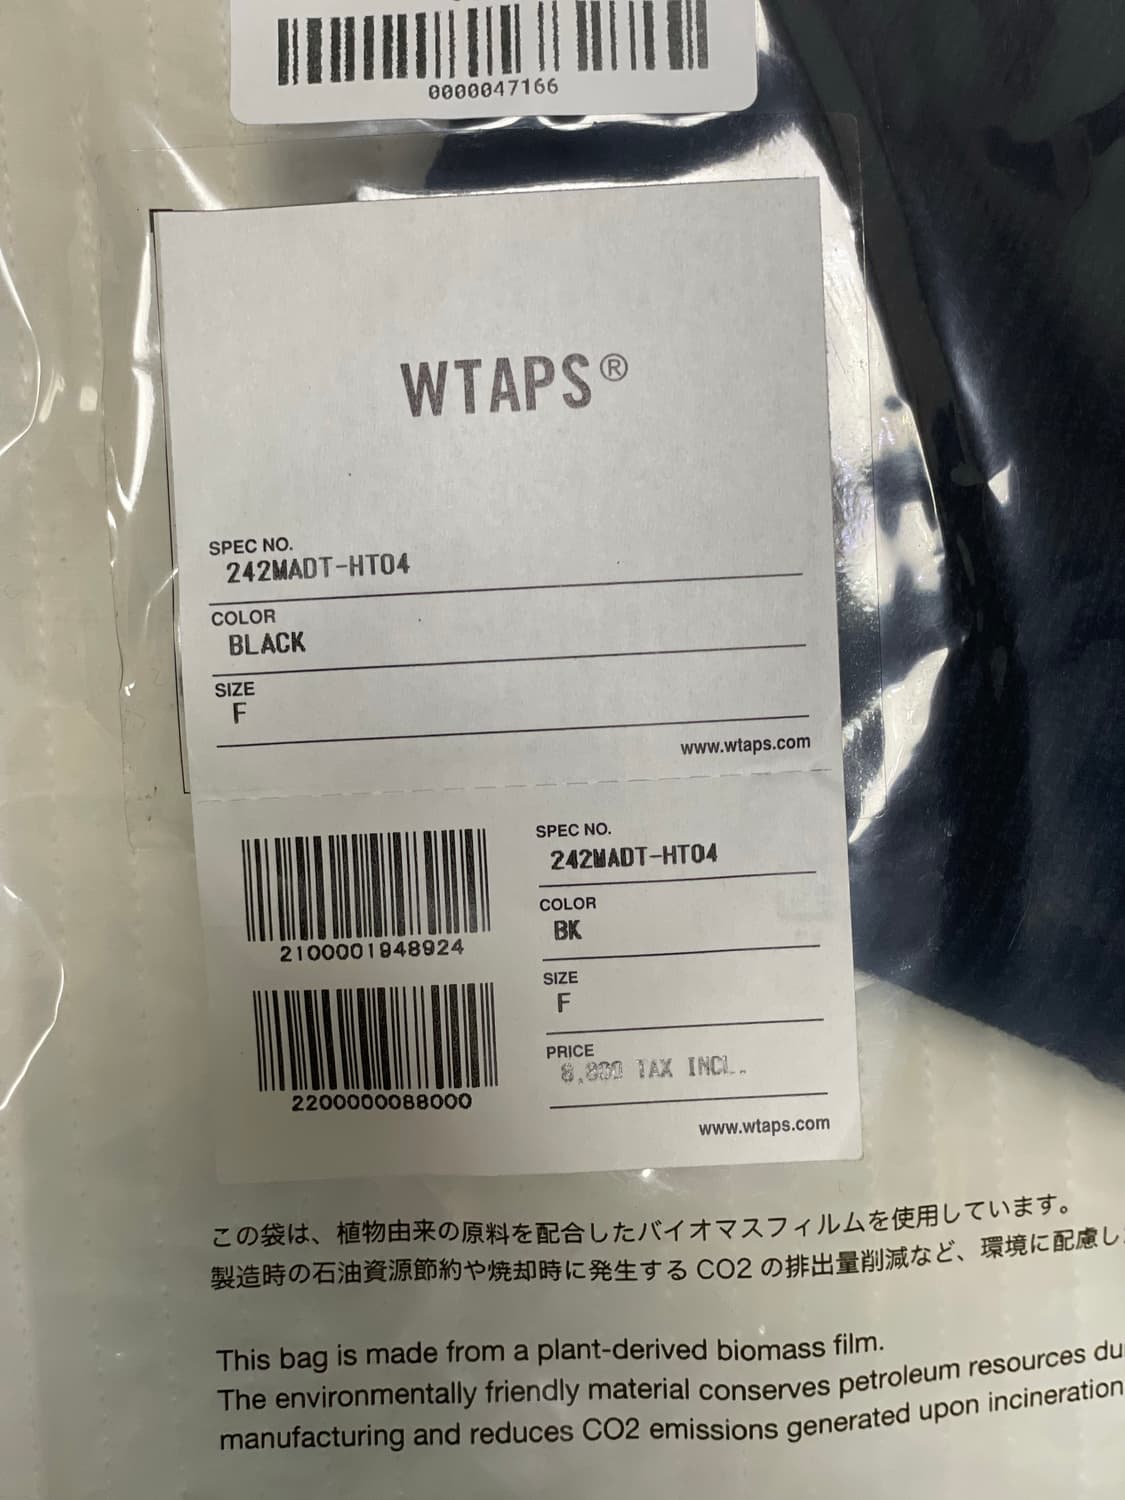 0000047166
WTAPS®
SPEC NO.
242MADT-HT04
COLOR
BLACK
SIZE
F
www.wtaps.com
2100001948924
2200000088000
SPEC NO.
242MADT-HT04
COLOR
BK
SIZE
F
PRICE
8,800 TAX INCL.
www.wtaps.com
この袋は、植物由来の原料を配合したバイオマスフィルムを使用しています。
製造時の石油資源節約や焼却時に発生する CO2 の排出量削減など、環境に配慮し
This bag is made from a plant-derived biomass film.
The environmentally friendly material conserves petroleum resources du
manufacturing and reduces CO2 emissions generated upon incineration